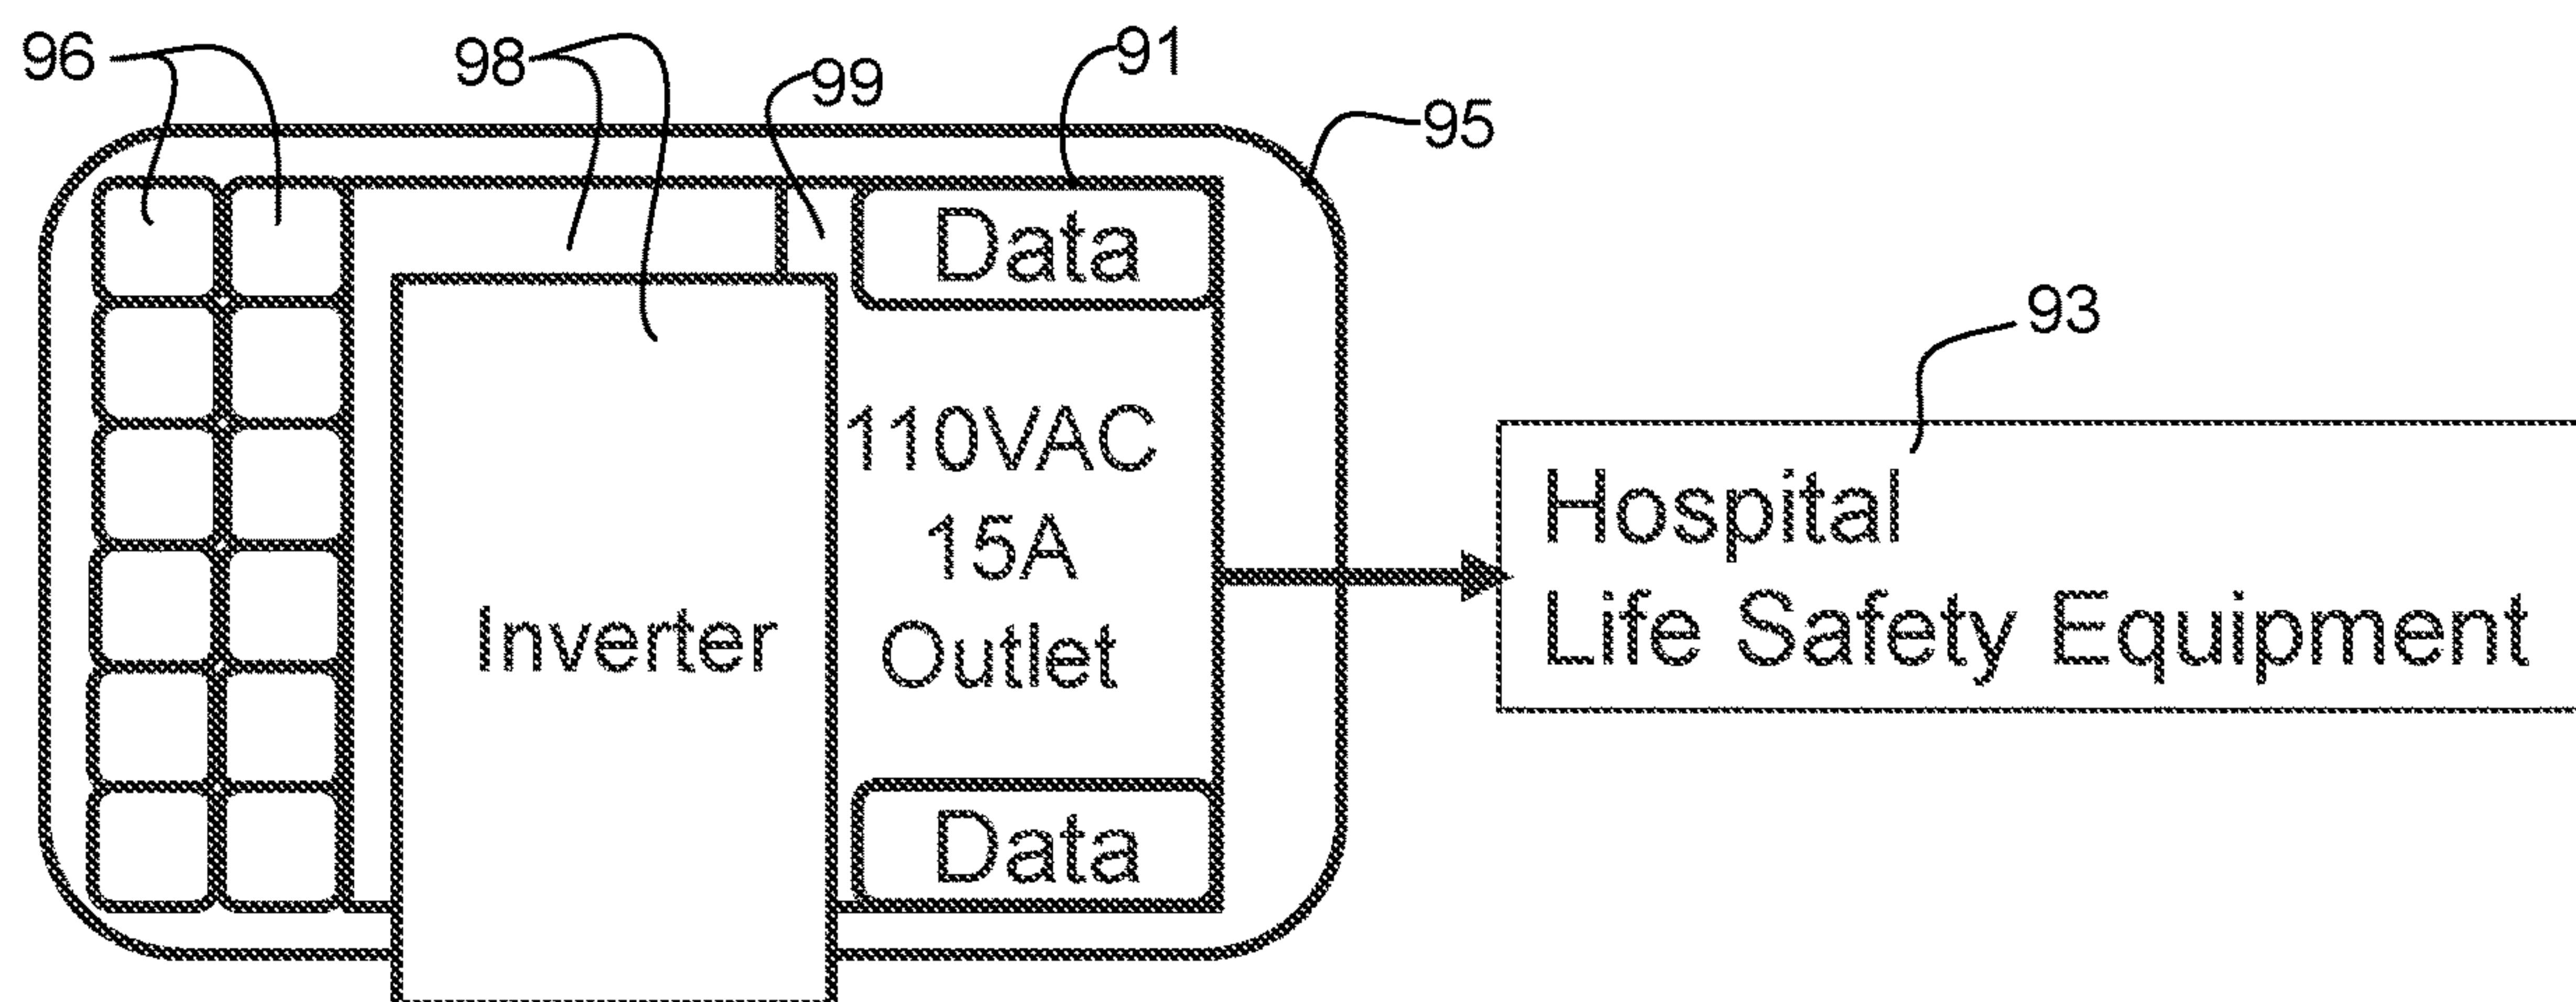 96
98
99
91
95
93
Data
110VAC
15A
Outlet
Inverter
Data
Hospital
Life Safety Equipment